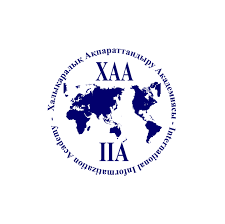 Халықаралық Ақпараттандыру Академиясы -
International Informatization Academy -
ХАА
IIA